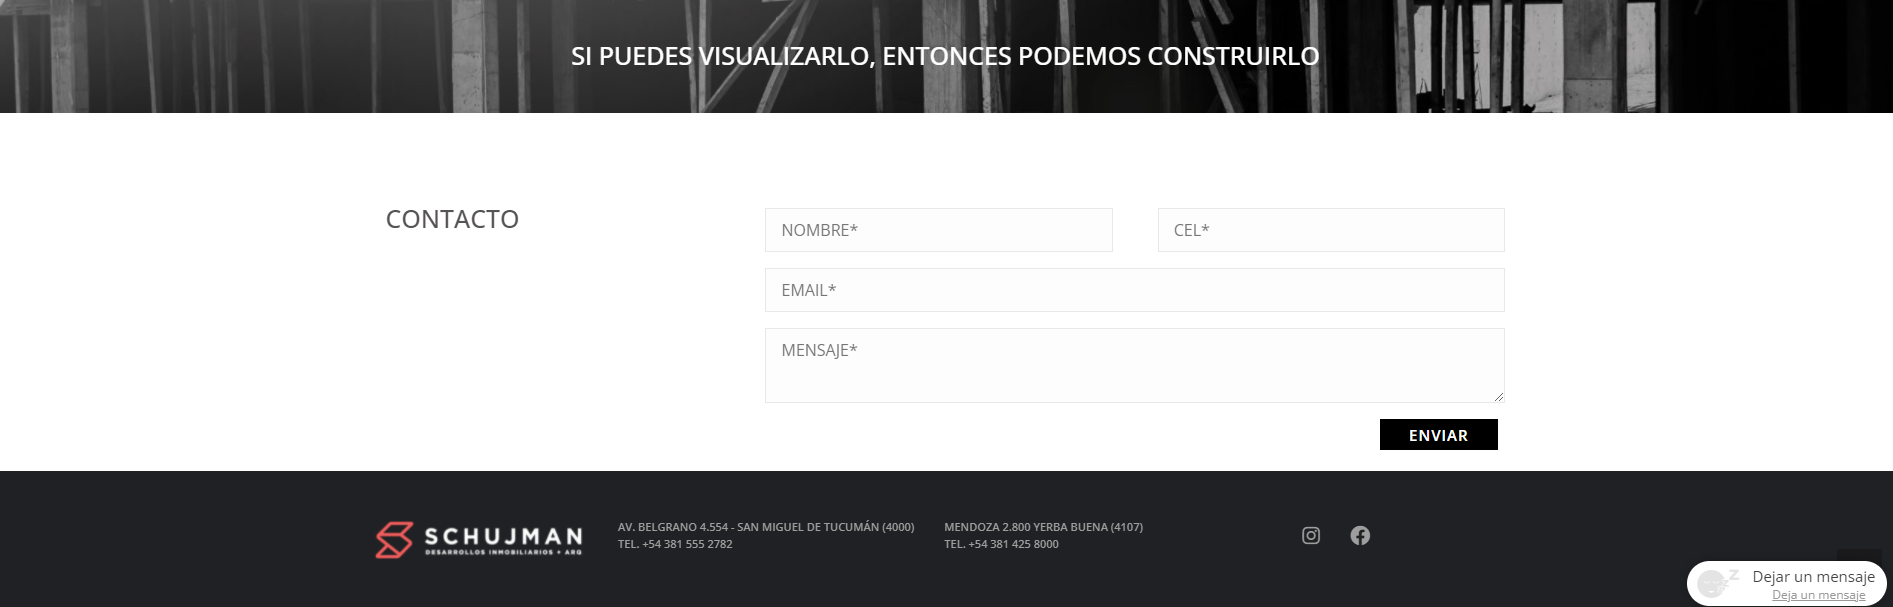 SI PUEDES VISUALIZARLO, ENTONCES PODEMOS CONSTRUIRLO
CONTACTO
NOMBRE*
CEL*
EMAIL*
MENSAJE*
ENVIAR
SCHUJMAN
DESARROLLOS INMOBILIARIOS + ARQ
AV. BELGRANO 4.554 - SAN MIGUEL DE TUCUMÁN (4000)
TEL. +54 381 555 2782
MENDOZA 2.800 YERBA BUENA (4107)
TEL. +54 381 425 8000
Dejar un mensaje
Deja un mensaje